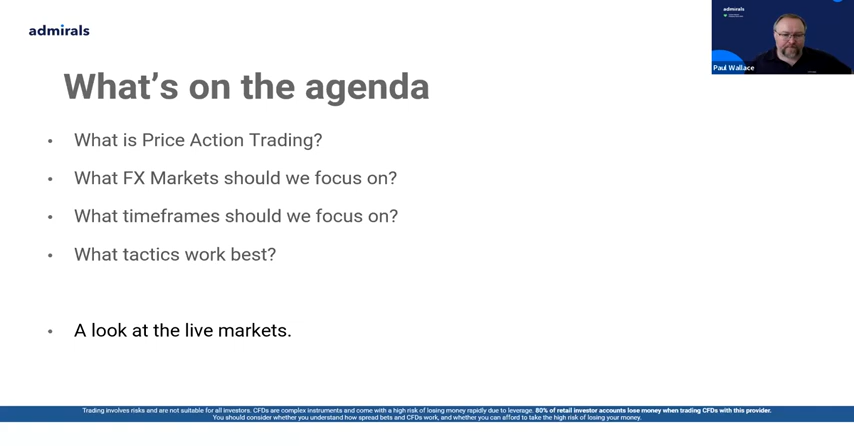 admirals
admirals
Paul Wallace
What's on the agenda
• What is Price Action Trading?
• What FX Markets should we focus on?
• What timeframes should we focus on?
• What tactics work best?
• A look at the live markets.
Trading involves risks and are not suitable for all investors. CFDs are complex instruments and come with a high risk of losing money rapidly due to leverage. 80% of retail investor accounts lose money when trading CFDs with this provider.
You should consider whether you understand how spread bets and CFDs work, and whether you can afford to take the high risk of losing your money.